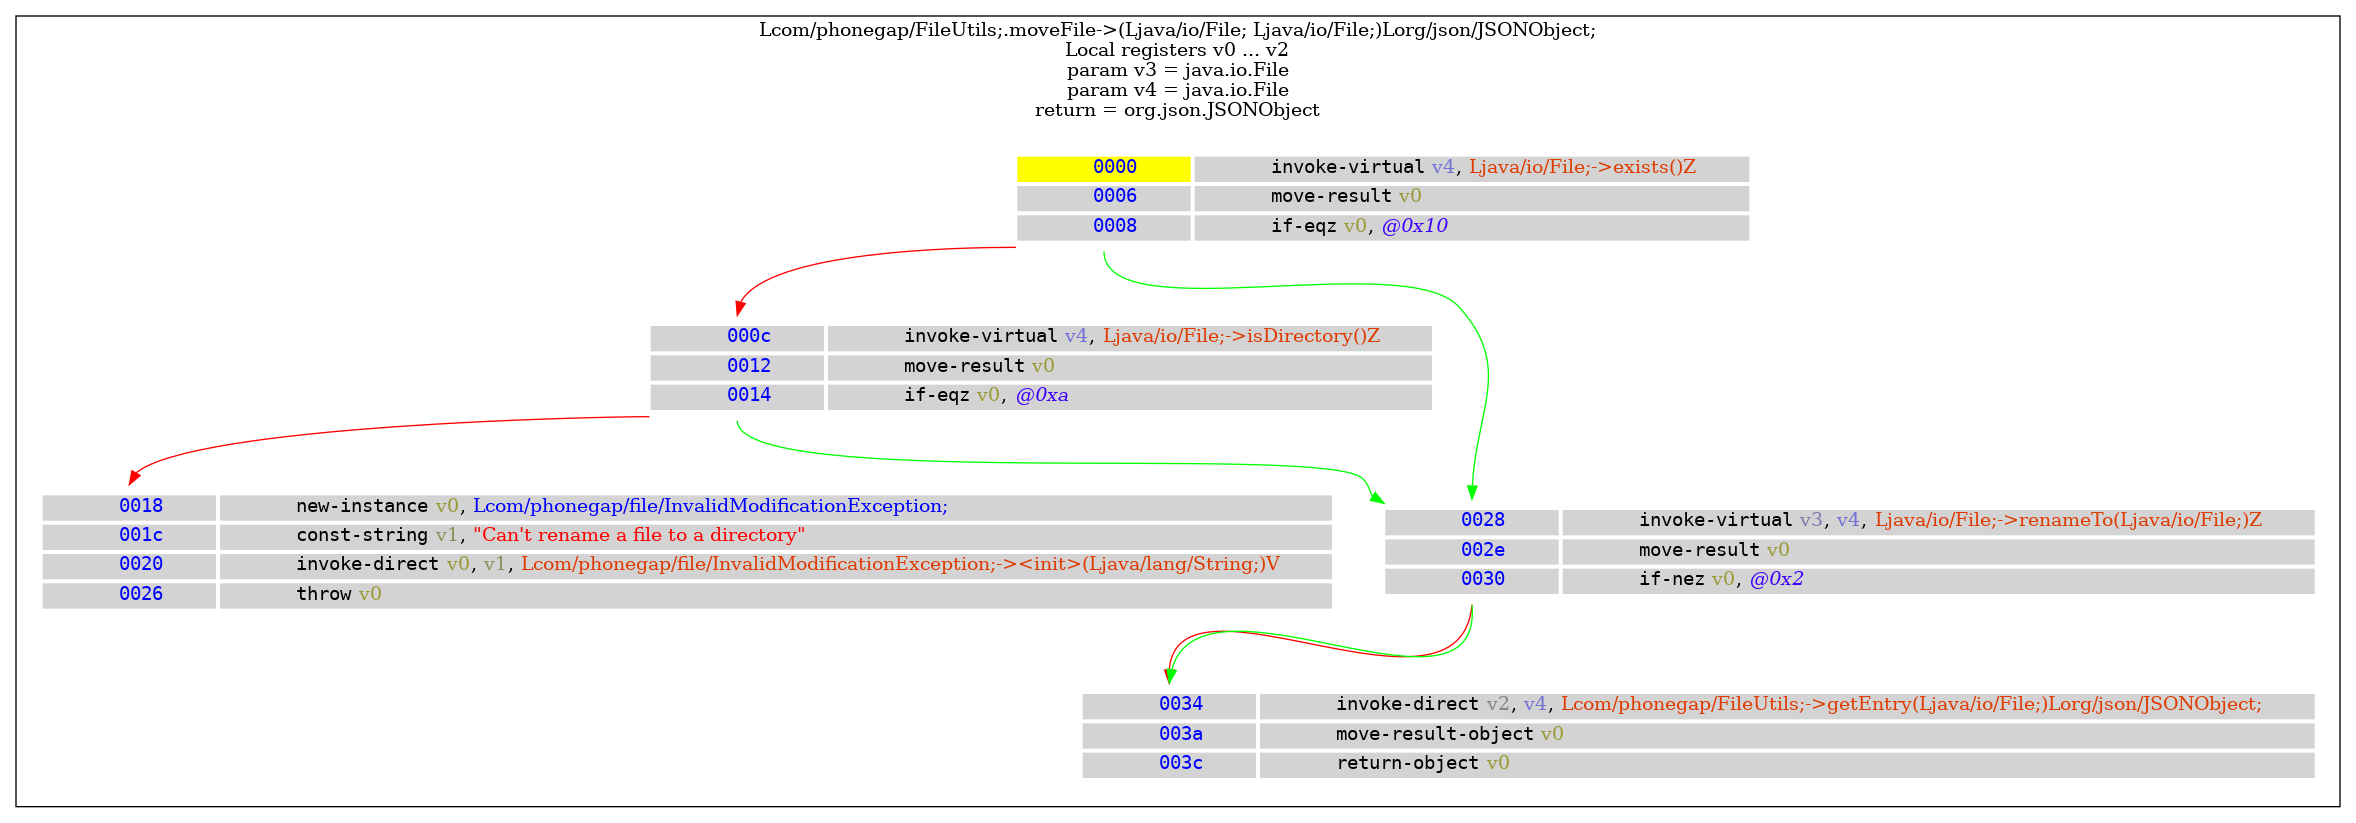 Lcom/phonegap/FileUtils;.moveFile->(Ljava/io/File; Ljava/io/File;)Lorg/json/JSONObject;
Local registers v0 ... v2
param v3 = java.io.File
param v4 = java.io.File
return = org.json.JSONObject
0000 invoke-virtual v4, Ljava/io/File;->exists()Z
0006 move-result v0
0008 if-eqz v0, @0x10
000c invoke-virtual v4, Ljava/io/File;->isDirectory()Z
0012 move-result v0
0014 if-eqz v0, @0xa
0018 new-instance v0, Lcom/phonegap/file/InvalidModificationException;
001c const-string v1, "Can't rename a file to a directory"
0020 invoke-direct v0, v1, Lcom/phonegap/file/InvalidModificationException;-><init>(Ljava/lang/String;)V
0026 throw v0
0028 invoke-virtual v3, v4, Ljava/io/File;->renameTo(Ljava/io/File;)Z
002e move-result v0
0030 if-nez v0, @0x2
0034 invoke-direct v2, v4, Lcom/phonegap/FileUtils;->getEntry(Ljava/io/File;)Lorg/json/JSONObject;
003a move-result-object v0
003c return-object v0